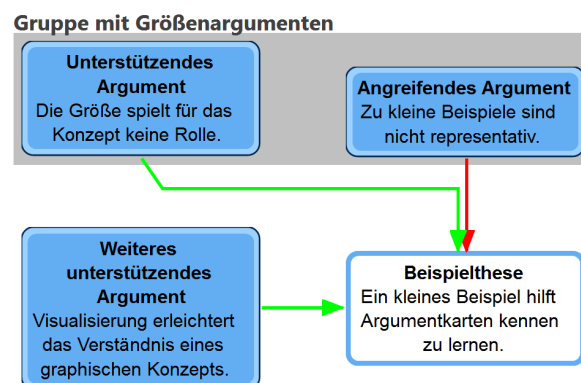 Gruppe mit Größenargumenten
Unterstützendes
Argument
Die Größe spielt für das
Konzept keine Rolle.
Angreifendes Argument
Zu kleine Beispiele sind
nicht representativ.
Weiteres
unterstützendes
Argument
Visualisierung erleichtert
das Verständnis eines
graphischen Konzepts.
Beispielthese
Ein kleines Beispiel hilft
Argumentkarten kennen
zu lernen.